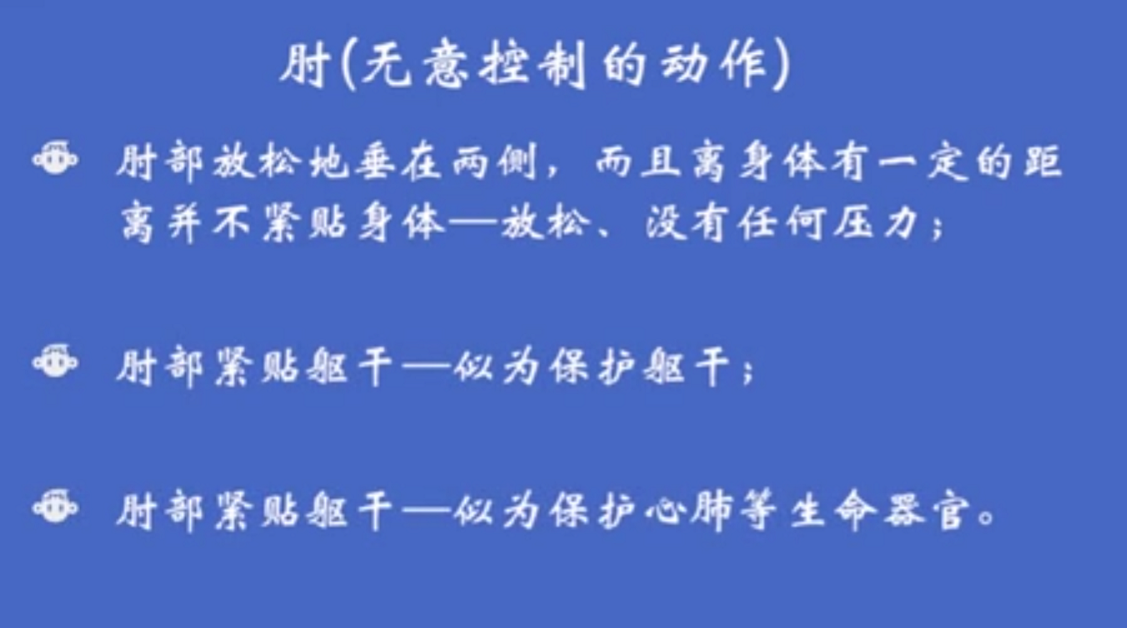 肘(无意控制的动作)
肘部放松地垂在两侧，而且离身体有一定的距
离并不紧贴身体—放松、没有任何压力；
肘部紧贴躯干—似为保护躯干；
肘部紧贴躯干—似为保护心肺等生命器官。